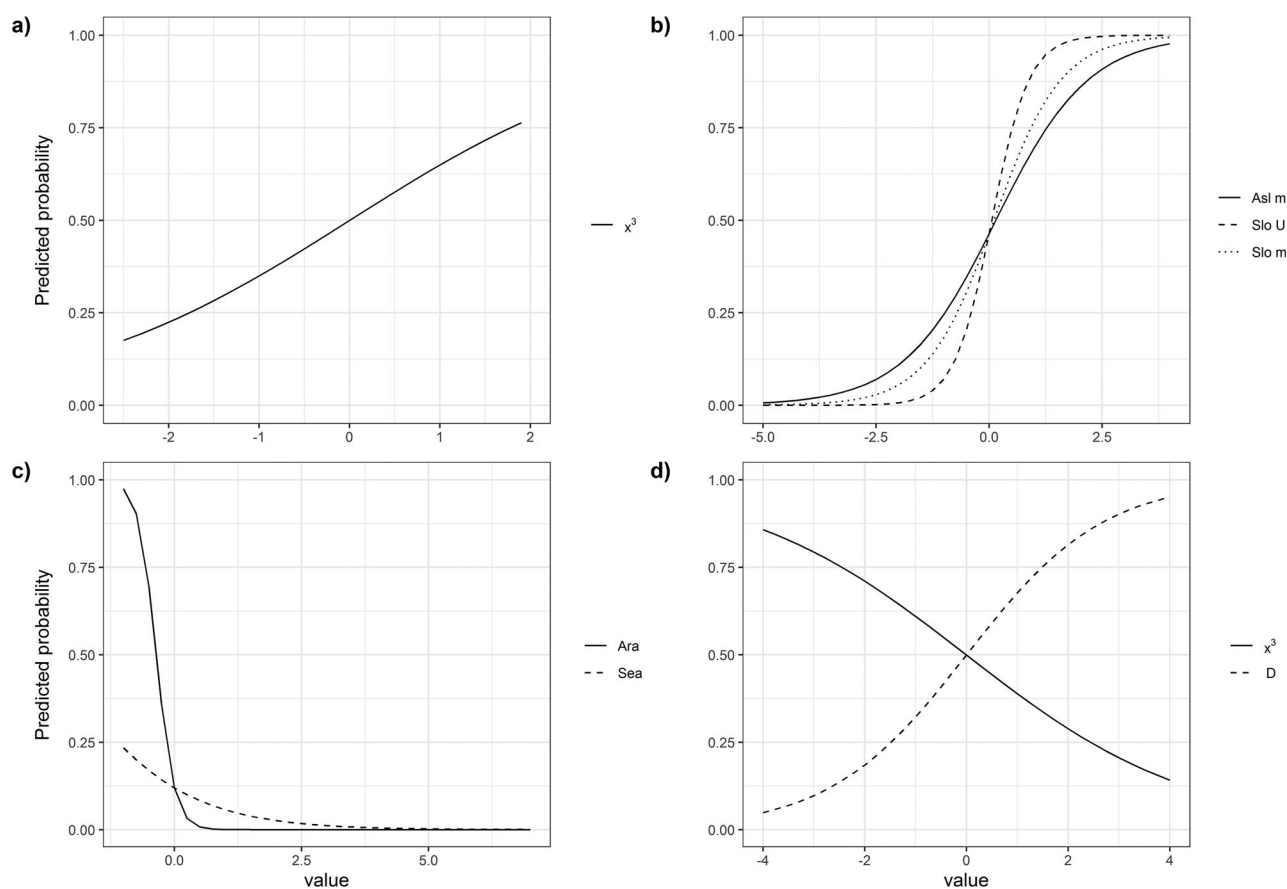 a)
1.00
0.75
0.50
0.25
0.00
Predicted probability
-2 -1 0 1 2
x³
b)
1.00
0.75
0.50
0.25
0.00
-5.0 -2.5 0.0 2.5
Asl m
Slo U
Slo m
c)
1.00
0.75
0.50
0.25
0.00
Predicted probability
0.0 2.5 5.0
value
Ara
Sea
d)
1.00
0.75
0.50
0.25
0.00
-4 -2 0 2 4
value
x³
D